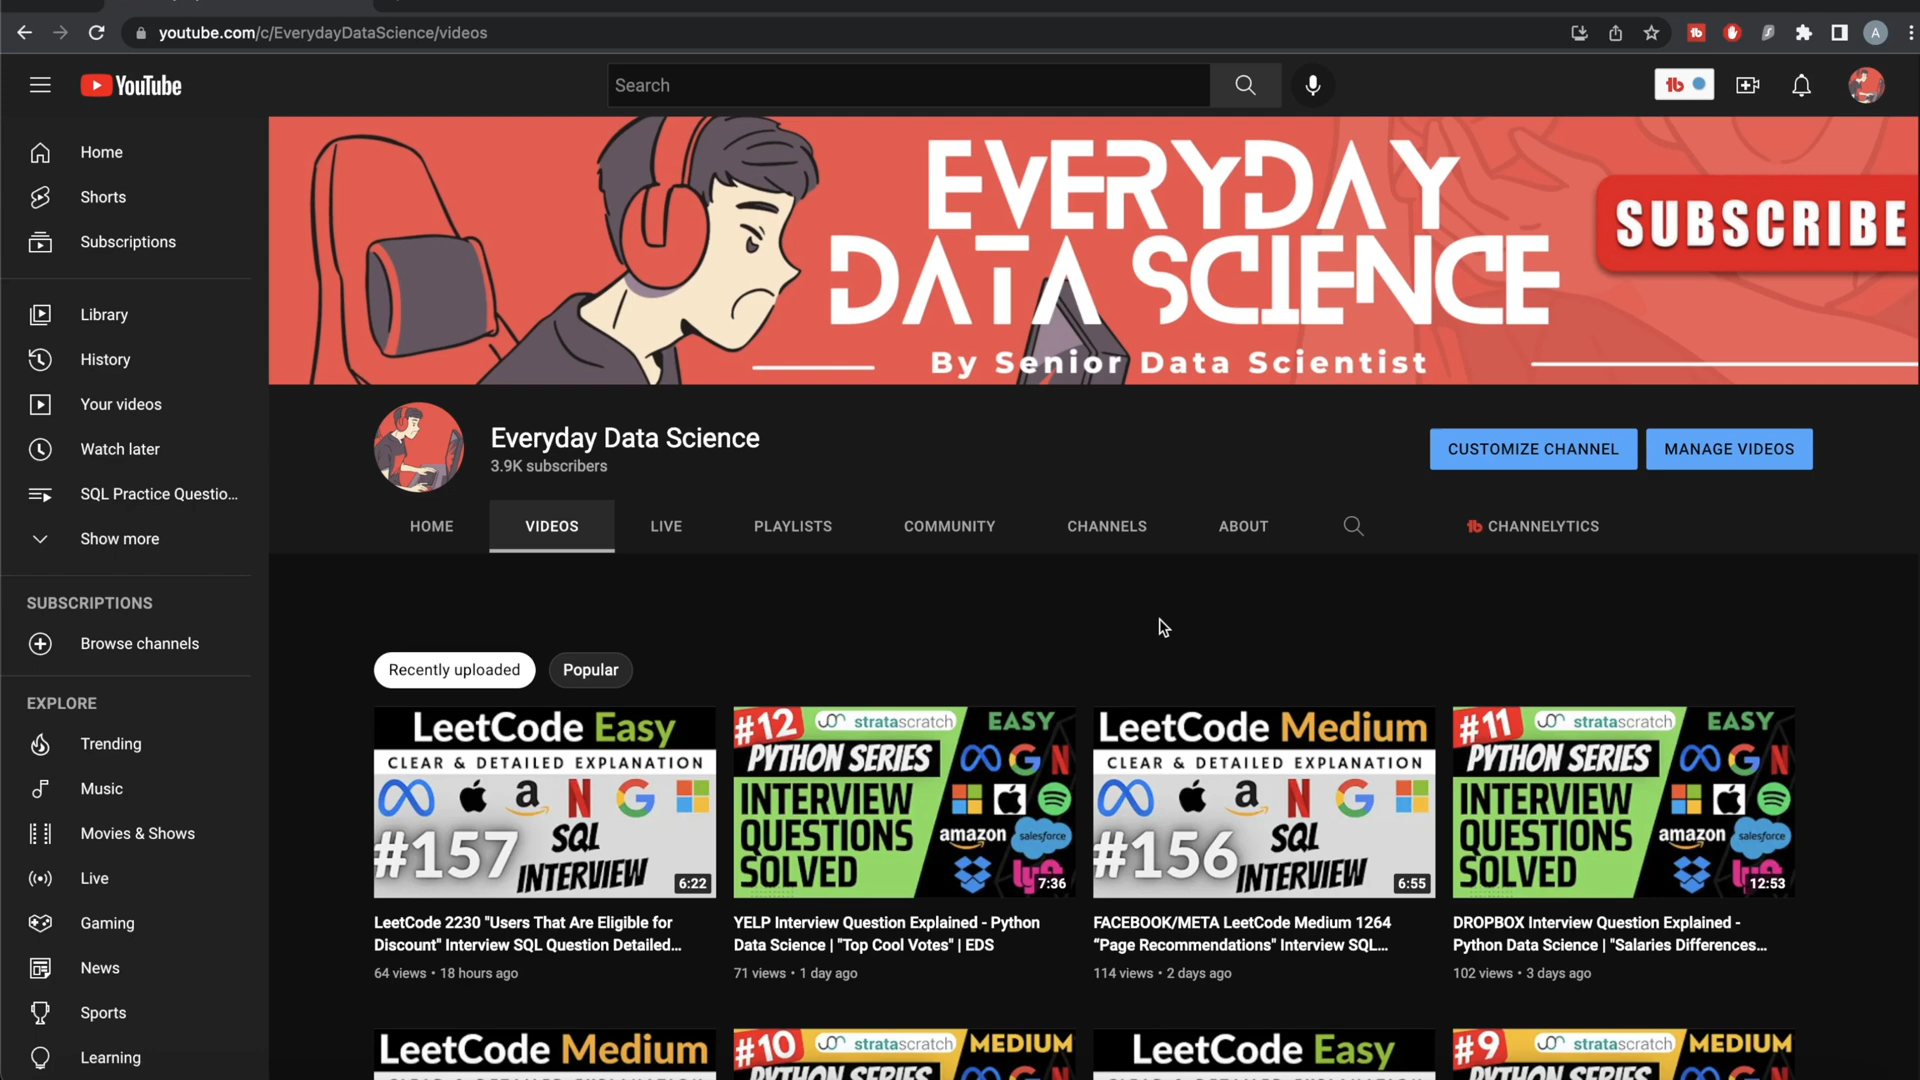 youtube.com/c/EverydayDataScience/videos
A
YouTube
Search
Home
Shorts
Subscriptions
Library
History
Your videos
Watch later
SQL Practice Questio...
Show more
SUBSCRIPTIONS
Browse channels
EXPLORE
Trending
Music
Movies & Shows
Live
Gaming
News
Sports
Learning
EVERYDAY
DATA SCIENCE
By Senior Data Scientist
SUBSCRIBE
Everyday Data Science
3.9K subscribers
CUSTOMIZE CHANNEL
MANAGE VIDEOS
HOME
VIDEOS
LIVE
PLAYLISTS
COMMUNITY
CHANNELS
ABOUT
CHANNELYTICS
Recently uploaded
Popular
LeetCode Easy
CLEAR & DETAILED EXPLANATION
#157
SQL
INTERVIEW
6:22
LeetCode 2230 "Users That Are Eligible for
Discount" Interview SQL Question Detailed...
64 views • 18 hours ago
#12 stratascratch EASY
PYTHON SERIES
INTERVIEW
QUESTIONS
SOLVED
amazon salesforce
7:36
YELP Interview Question Explained - Python
Data Science | "Top Cool Votes" | EDS
71 views • 1 day ago
LeetCode Medium
CLEAR & DETAILED EXPLANATION
#156
SQL
INTERVIEW
6:55
FACEBOOK/META LeetCode Medium 1264
“Page Recommendations" Interview SQL...
114 views • 2 days ago
#11 stratascratch EASY
PYTHON SERIES
INTERVIEW
QUESTIONS
SOLVED
amazon salesforce
12:53
DROPBOX Interview Question Explained -
Python Data Science | "Salaries Differences...
102 views • 3 days ago
LeetCode Medium
#10 stratascratch MEDIUM
PYTHON SERIES
LeetCode Easy
#9 stratascratch MEDIUM
PYTHON SERIES